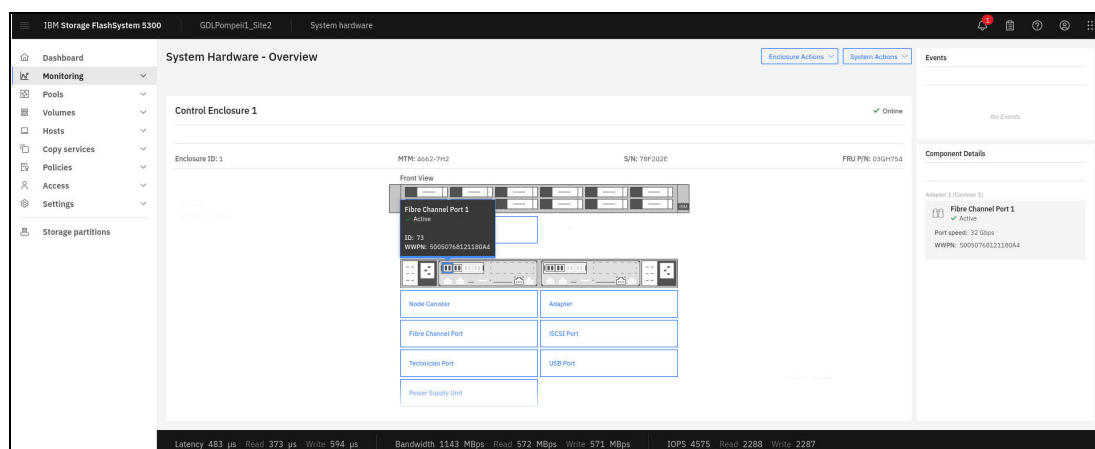 IBM Storage FlashSystem 5300 GDLPompeii1_Site2 System hardware
1
Dashboard
Monitoring
Pools
Volumes
Hosts
Copy services
Policies
Access
Settings
Storage partitions
System Hardware - Overview
Enclosure Actions
System Actions
Control Enclosure 1
Online
Enclosure ID: 1 MTM: 4662-7H2 S/N: 78F202E FRU P/N: 03GH754
Front View
IBM
Fibre Channel Port 1
Active
ID: 73
WWPN: 50050768121180A4
Node Canister
Adapter
Fibre Channel Port
iSCSI Port
Technician Port
USB Port
Power Supply Unit
Events
No Events
Component Details
Adapter 1 (Canister 1)
Fibre Channel Port 1
Active
Port speed: 32 Gbps
WWPN: 50050768121180A4
Latency 483 µs Read 373 µs Write 594 µs Bandwidth 1143 MBps Read 572 MBps Write 571 MBps IOPS 4575 Read 2288 Write 2287